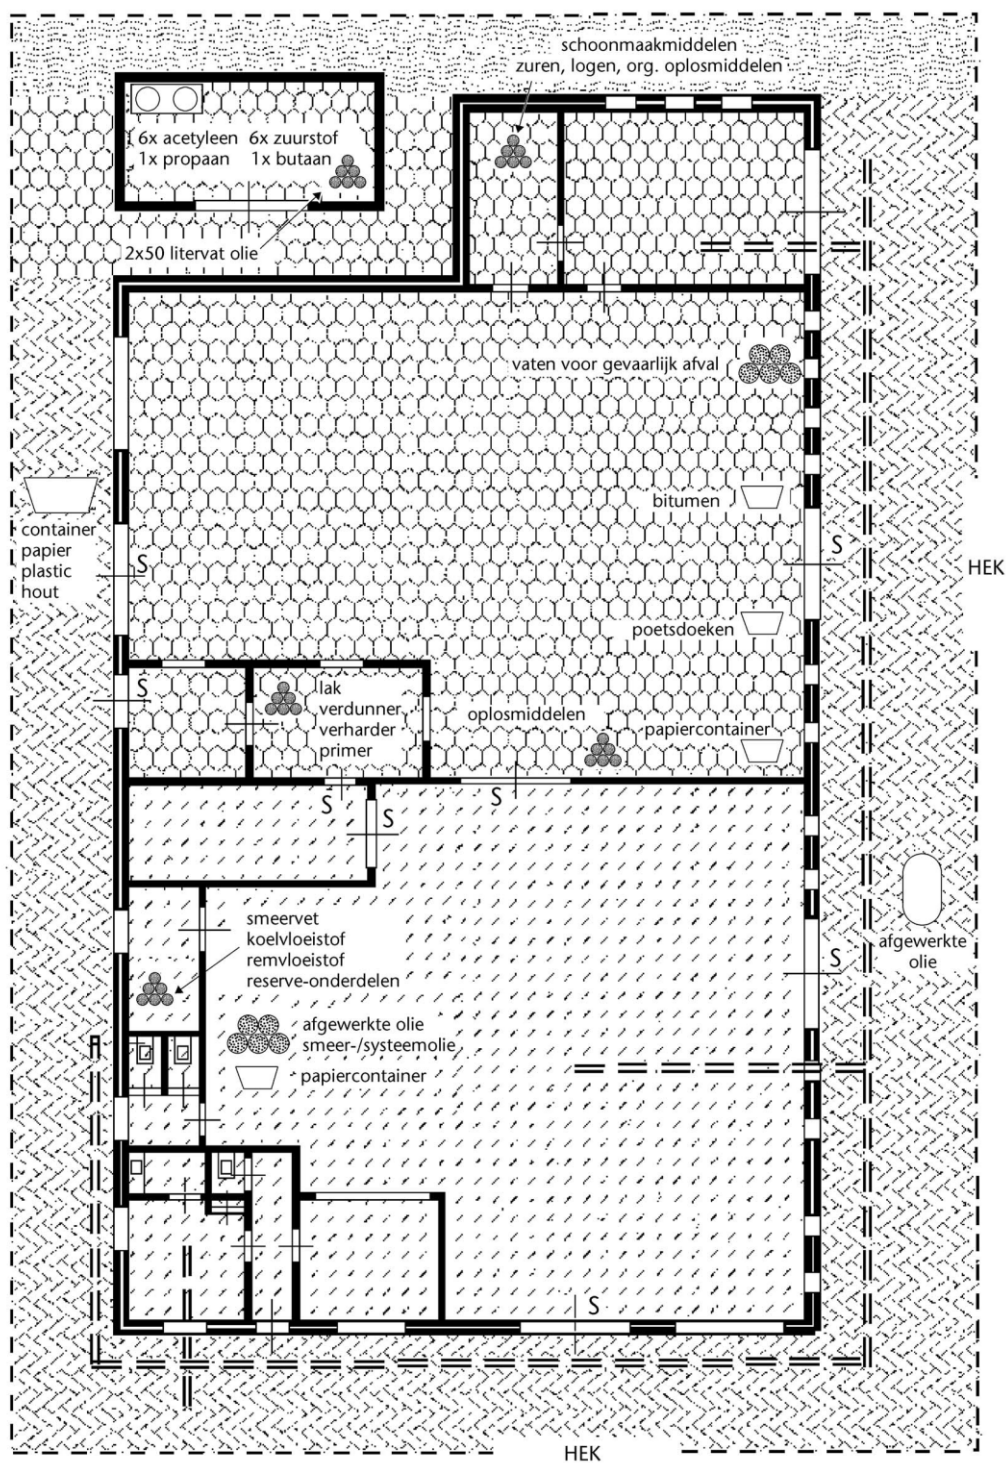 schoonmaakmiddelen
zuren, logen, org. oplosmiddelen
6x acetyleen 6x zuurstof
1x propaan 1x butaan
2x50 litervat olie
vaten voor gevaarlijk afval
bitumen
container
papier
plastic
hout
S
S
HEK
poetsdoeken
S
lak
verdunner
verharder
primer
oplosmiddelen
papiercontainer
S
S
S
smeervet
koelvloeistof
remvloeistof
reserve-onderdelen
afgewerkte
olie
S
afgewerkte olie
smeer-/systeemolie
papiercontainer
S
HEK